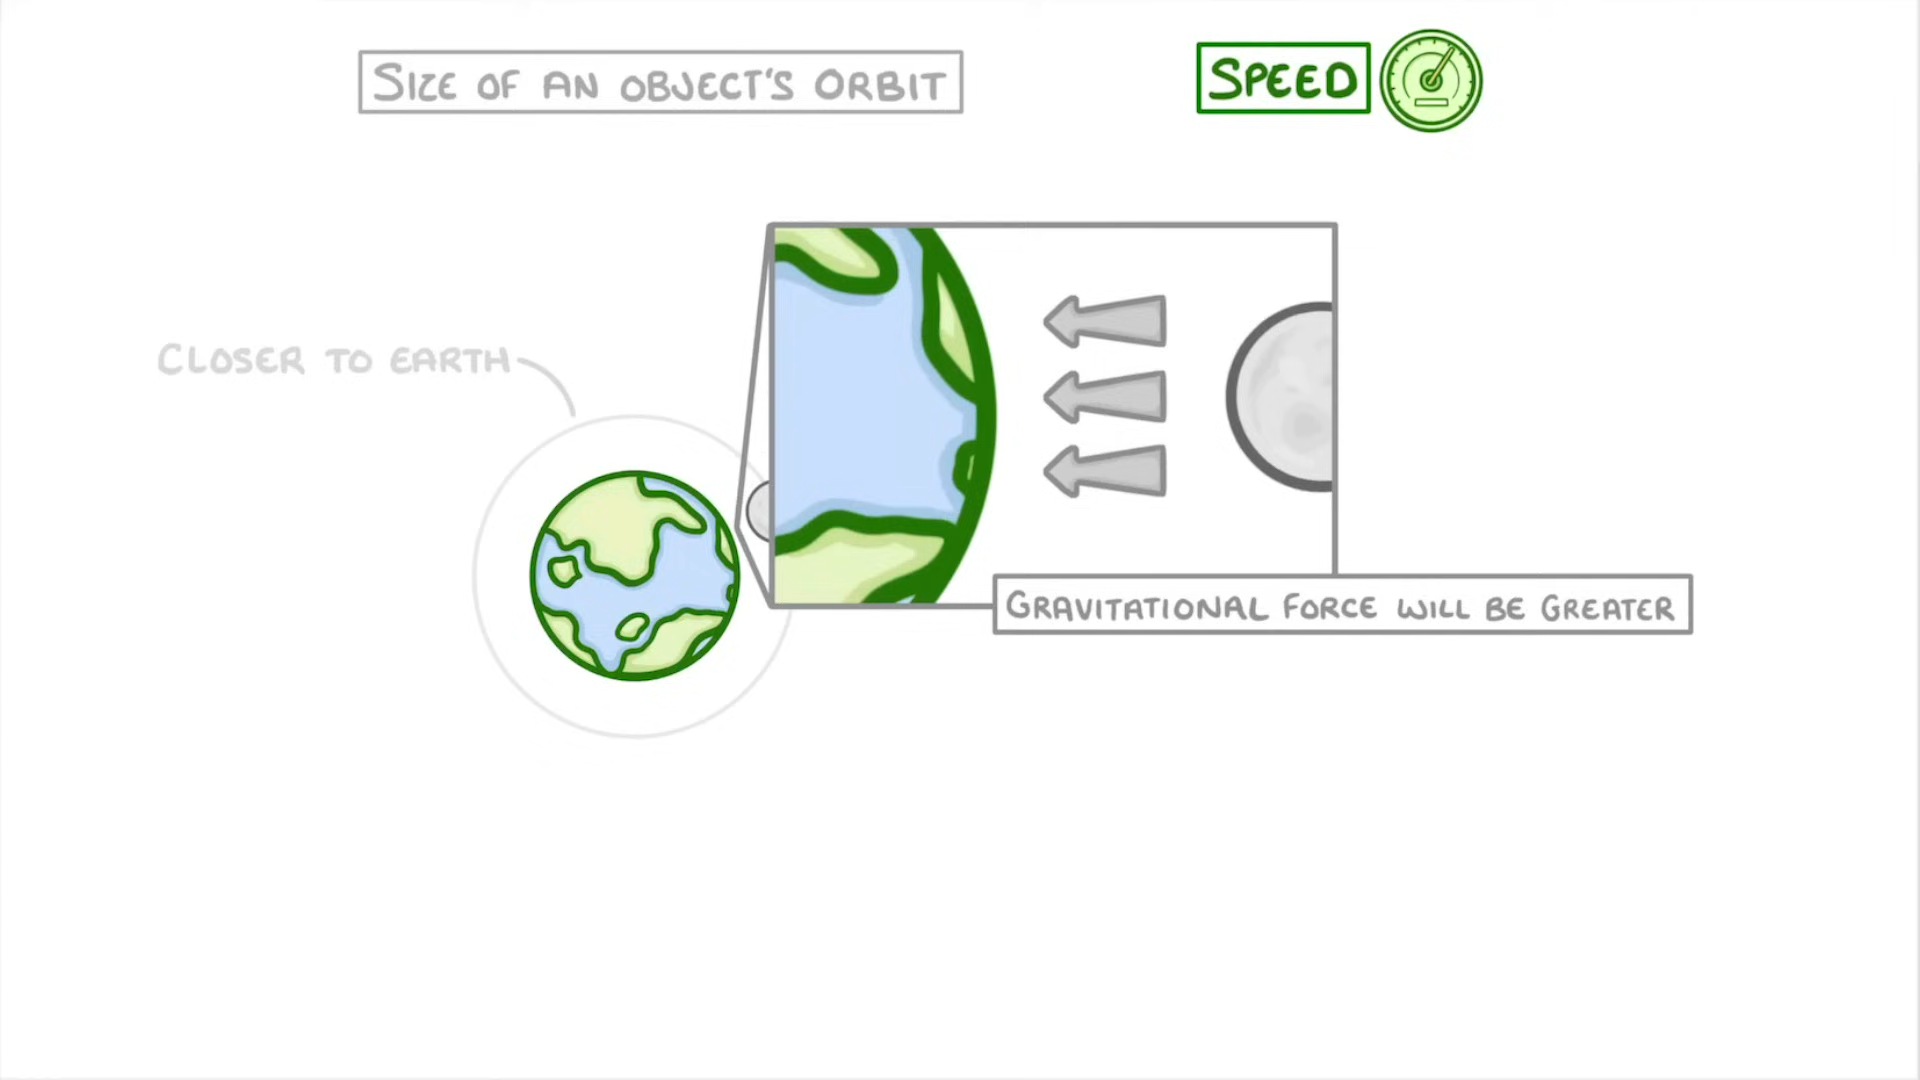 SIZE OF AN OBJECT'S ORBIT
SPEED
CLOSER TO EARTH
GRAVITATIONAL FORCE WILL BE GREATER